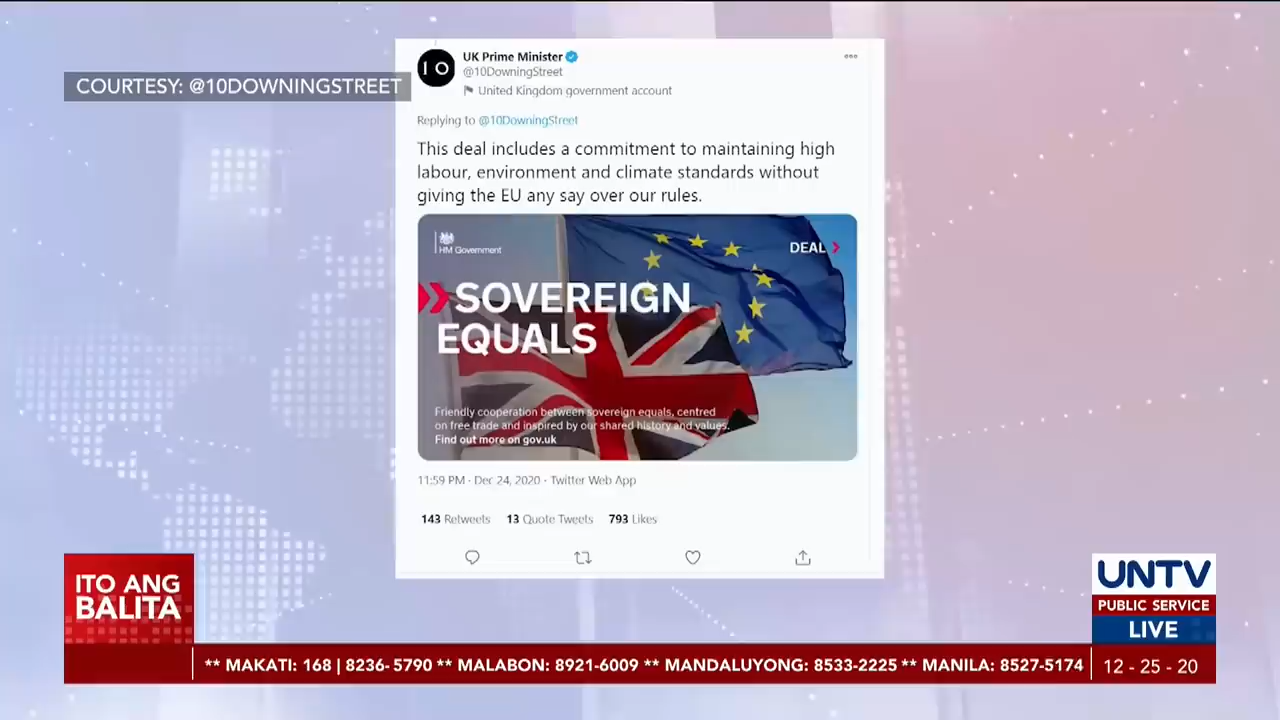 COURTESY: @10DOWNINGSTREET
10
UK Prime Minister
@10DowningStreet
United Kingdom government account
Replying to @10DowningStreet
This deal includes a commitment to maintaining high
labour, environment and climate standards without
giving the EU any say over our rules.
HM Government
DEAL
SOVEREIGN
EQUALS
Friendly cooperation between sovereign equals, centred
on free trade and inspired by our shared history and values.
Find out more on gov.uk
11:59 PM · Dec 24, 2020 · Twitter Web App
143 Retweets 13 Quote Tweets 793 Likes
ITO ANG
BALITA
UNTV
PUBLIC SERVICE
LIVE
** MAKATI: 168 | 8236- 5790 ** MALABON: 8921-6009 ** MANDALUYONG: 8533-2225 ** MANILA: 8527-5174
12 - 25 - 20